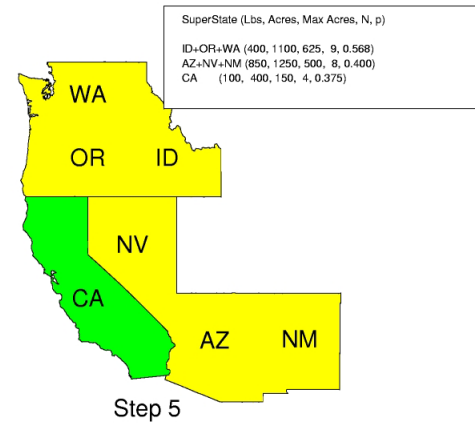 SuperState (Lbs, Acres, Max Acres, N, p)
ID+OR+WA (400, 1100, 625, 9, 0.568)
AZ+NV+NM (850, 1250, 500, 8, 0.400)
CA (100, 400, 150, 4, 0.375)
WA
OR ID
NV
CA
AZ NM
Step 5